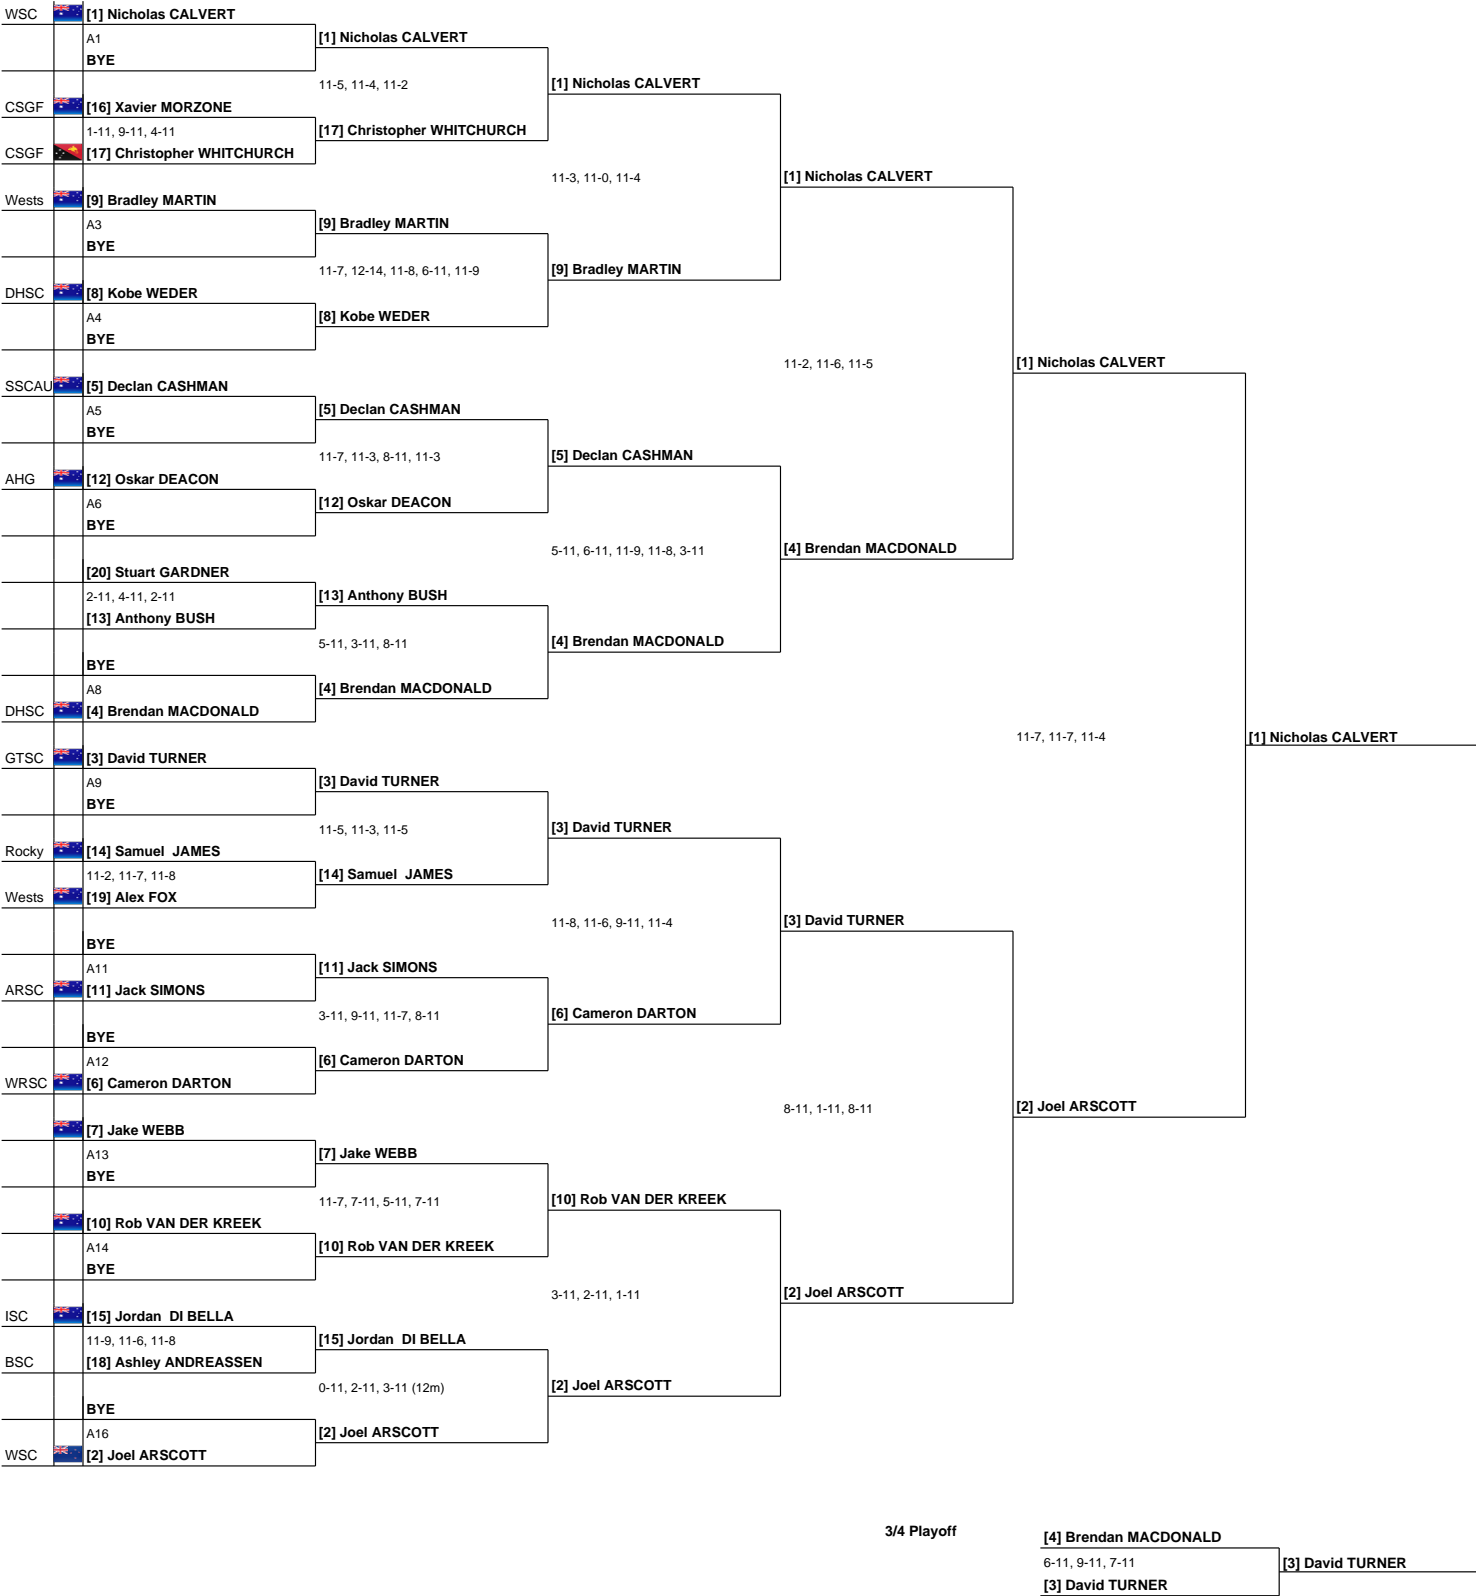 WSC [1] Nicholas CALVERT
A1 [1] Nicholas CALVERT
BYE
11-5, 11-4, 11-2 [1] Nicholas CALVERT
CSGF [16] Xavier MORZONE
1-11, 9-11, 4-11 [17] Christopher WHITCHURCH
CSGF [17] Christopher WHITCHURCH
11-3, 11-0, 11-4 [1] Nicholas CALVERT
Wests [9] Bradley MARTIN
A3 [9] Bradley MARTIN
BYE
11-7, 12-14, 11-8, 6-11, 11-9 [9] Bradley MARTIN
DHSC [8] Kobe WEDER
A4 [8] Kobe WEDER
BYE
11-2, 11-6, 11-5 [1] Nicholas CALVERT
SSCAU [5] Declan CASHMAN
A5 [5] Declan CASHMAN
BYE
11-7, 11-3, 8-11, 11-3 [5] Declan CASHMAN
AHG [12] Oskar DEACON
A6 [12] Oskar DEACON
BYE
5-11, 6-11, 11-9, 11-8, 3-11 [4] Brendan MACDONALD
[20] Stuart GARDNER
2-11, 4-11, 2-11 [13] Anthony BUSH
[13] Anthony BUSH
5-11, 3-11, 8-11 [4] Brendan MACDONALD
BYE
A8 [4] Brendan MACDONALD
DHSC [4] Brendan MACDONALD
11-7, 11-7, 11-4 [1] Nicholas CALVERT
GTSC [3] David TURNER
A9 [3] David TURNER
BYE
11-5, 11-3, 11-5 [3] David TURNER
Rocky [14] Samuel JAMES
11-2, 11-7, 11-8 [14] Samuel JAMES
Wests [19] Alex FOX
11-8, 11-6, 9-11, 11-4 [3] David TURNER
BYE
A11 [11] Jack SIMONS
ARSC [11] Jack SIMONS
3-11, 9-11, 11-7, 8-11 [6] Cameron DARTON
BYE
A12 [6] Cameron DARTON
WRSC [6] Cameron DARTON
8-11, 1-11, 8-11 [2] Joel ARSCOTT
[7] Jake WEBB
A13 [7] Jake WEBB
BYE
11-7, 7-11, 5-11, 7-11 [10] Rob VAN DER KREEK
[10] Rob VAN DER KREEK
A14 [10] Rob VAN DER KREEK
BYE
3-11, 2-11, 1-11 [2] Joel ARSCOTT
ISC [15] Jordan DI BELLA
11-9, 11-6, 11-8 [15] Jordan DI BELLA
BSC [18] Ashley ANDREASSEN
0-11, 2-11, 3-11 (12m) [2] Joel ARSCOTT
BYE
A16 [2] Joel ARSCOTT
WSC [2] Joel ARSCOTT
3/4 Playoff [4] Brendan MACDONALD
6-11, 9-11, 7-11 [3] David TURNER
[3] David TURNER